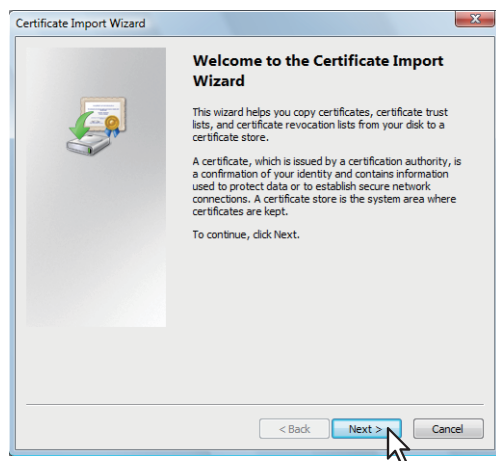 Certificate Import Wizard
Welcome to the Certificate Import
Wizard
This wizard helps you copy certificates, certificate trust
lists, and certificate revocation lists from your disk to a
certificate store.
A certificate, which is issued by a certification authority, is
a confirmation of your identity and contains information
used to protect data or to establish secure network
connections. A certificate store is the system area where
certificates are kept.
To continue, click Next.
< Back Next > Cancel